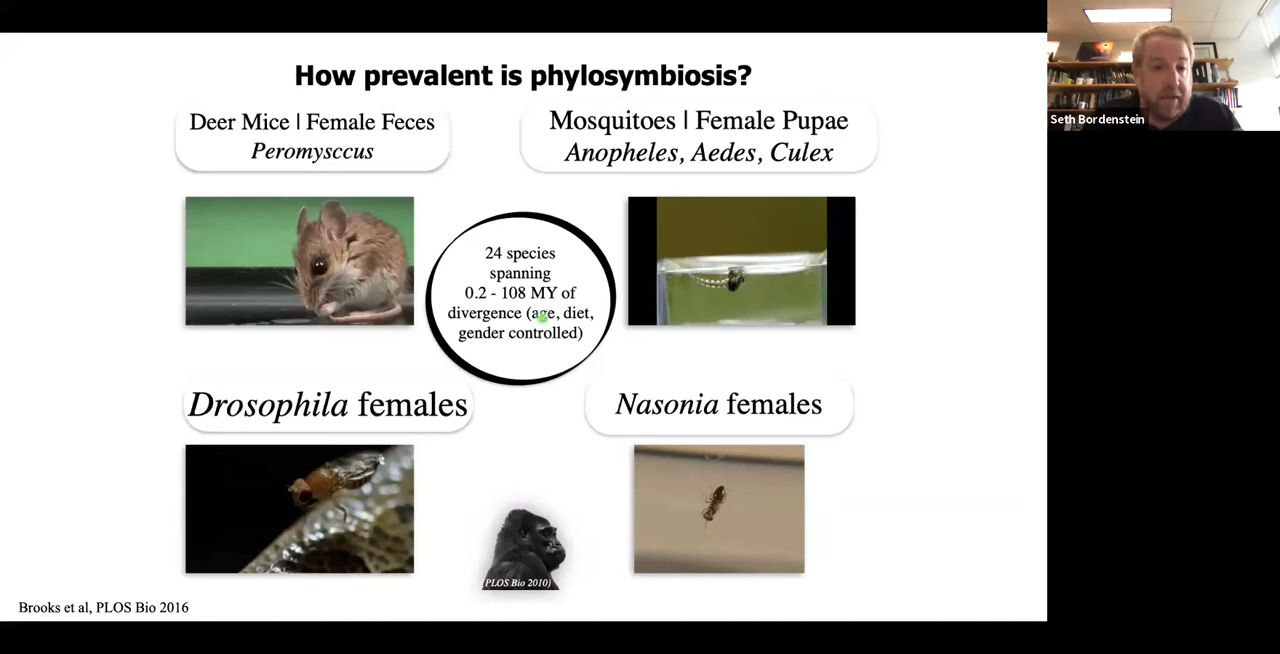 How prevalent is phylosymbiosis?
Deer Mice | Female Feces
Peromysccus
Mosquitoes | Female Pupae
Anopheles, Aedes, Culex
24 species
spanning
0.2 - 108 MY of
divergence (age, diet,
gender controlled)
Drosophila females
Nasonia females
(PLOS Bio 2010)
Brooks et al, PLOS Bio 2016
Seth Bordenstein